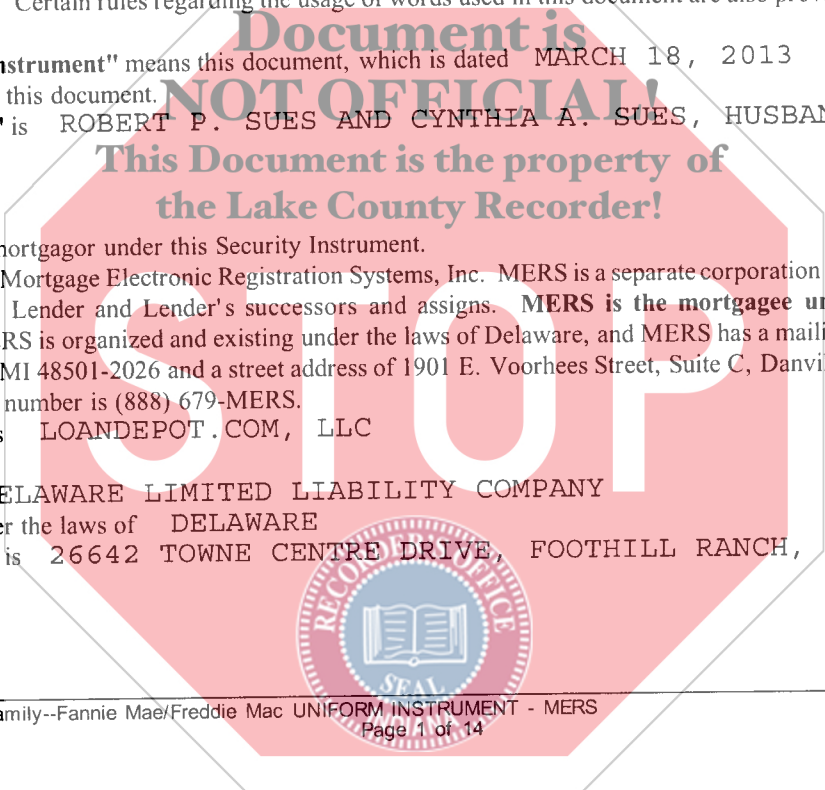 Certain rules regarding the usage of words used in this document are also prov
Document is
nstrument" means this document, which is dated MARCH 18, 2013
this document.
NOT OFFICIAL!
" is ROBERT P. SUES AND CYNTHIA A. SUES, HUSBAN
This Document is the property of
the Lake County Recorder!
mortgagor under this Security Instrument.
Mortgage Electronic Registration Systems, Inc. MERS is a separate corporation
Lender and Lender's successors and assigns. MERS is the mortgagee un
RS is organized and existing under the laws of Delaware, and MERS has a maili
MI 48501-2026 and a street address of 1901 E. Voorhees Street, Suite C, Danvil
number is (888) 679-MERS.
s LOANDEPOT.COM, LLC
STOP
ELAWARE LIMITED LIABILITY COMPANY
er the laws of DELAWARE
is 26642 TOWNE CENTRE DRIVE, FOOTHILL RANCH,
RECORDER OFFICE
SEAL
INDIANA
amily--Fannie Mae/Freddie Mac UNIFORM INSTRUMENT - MERS
Page 1 of 14